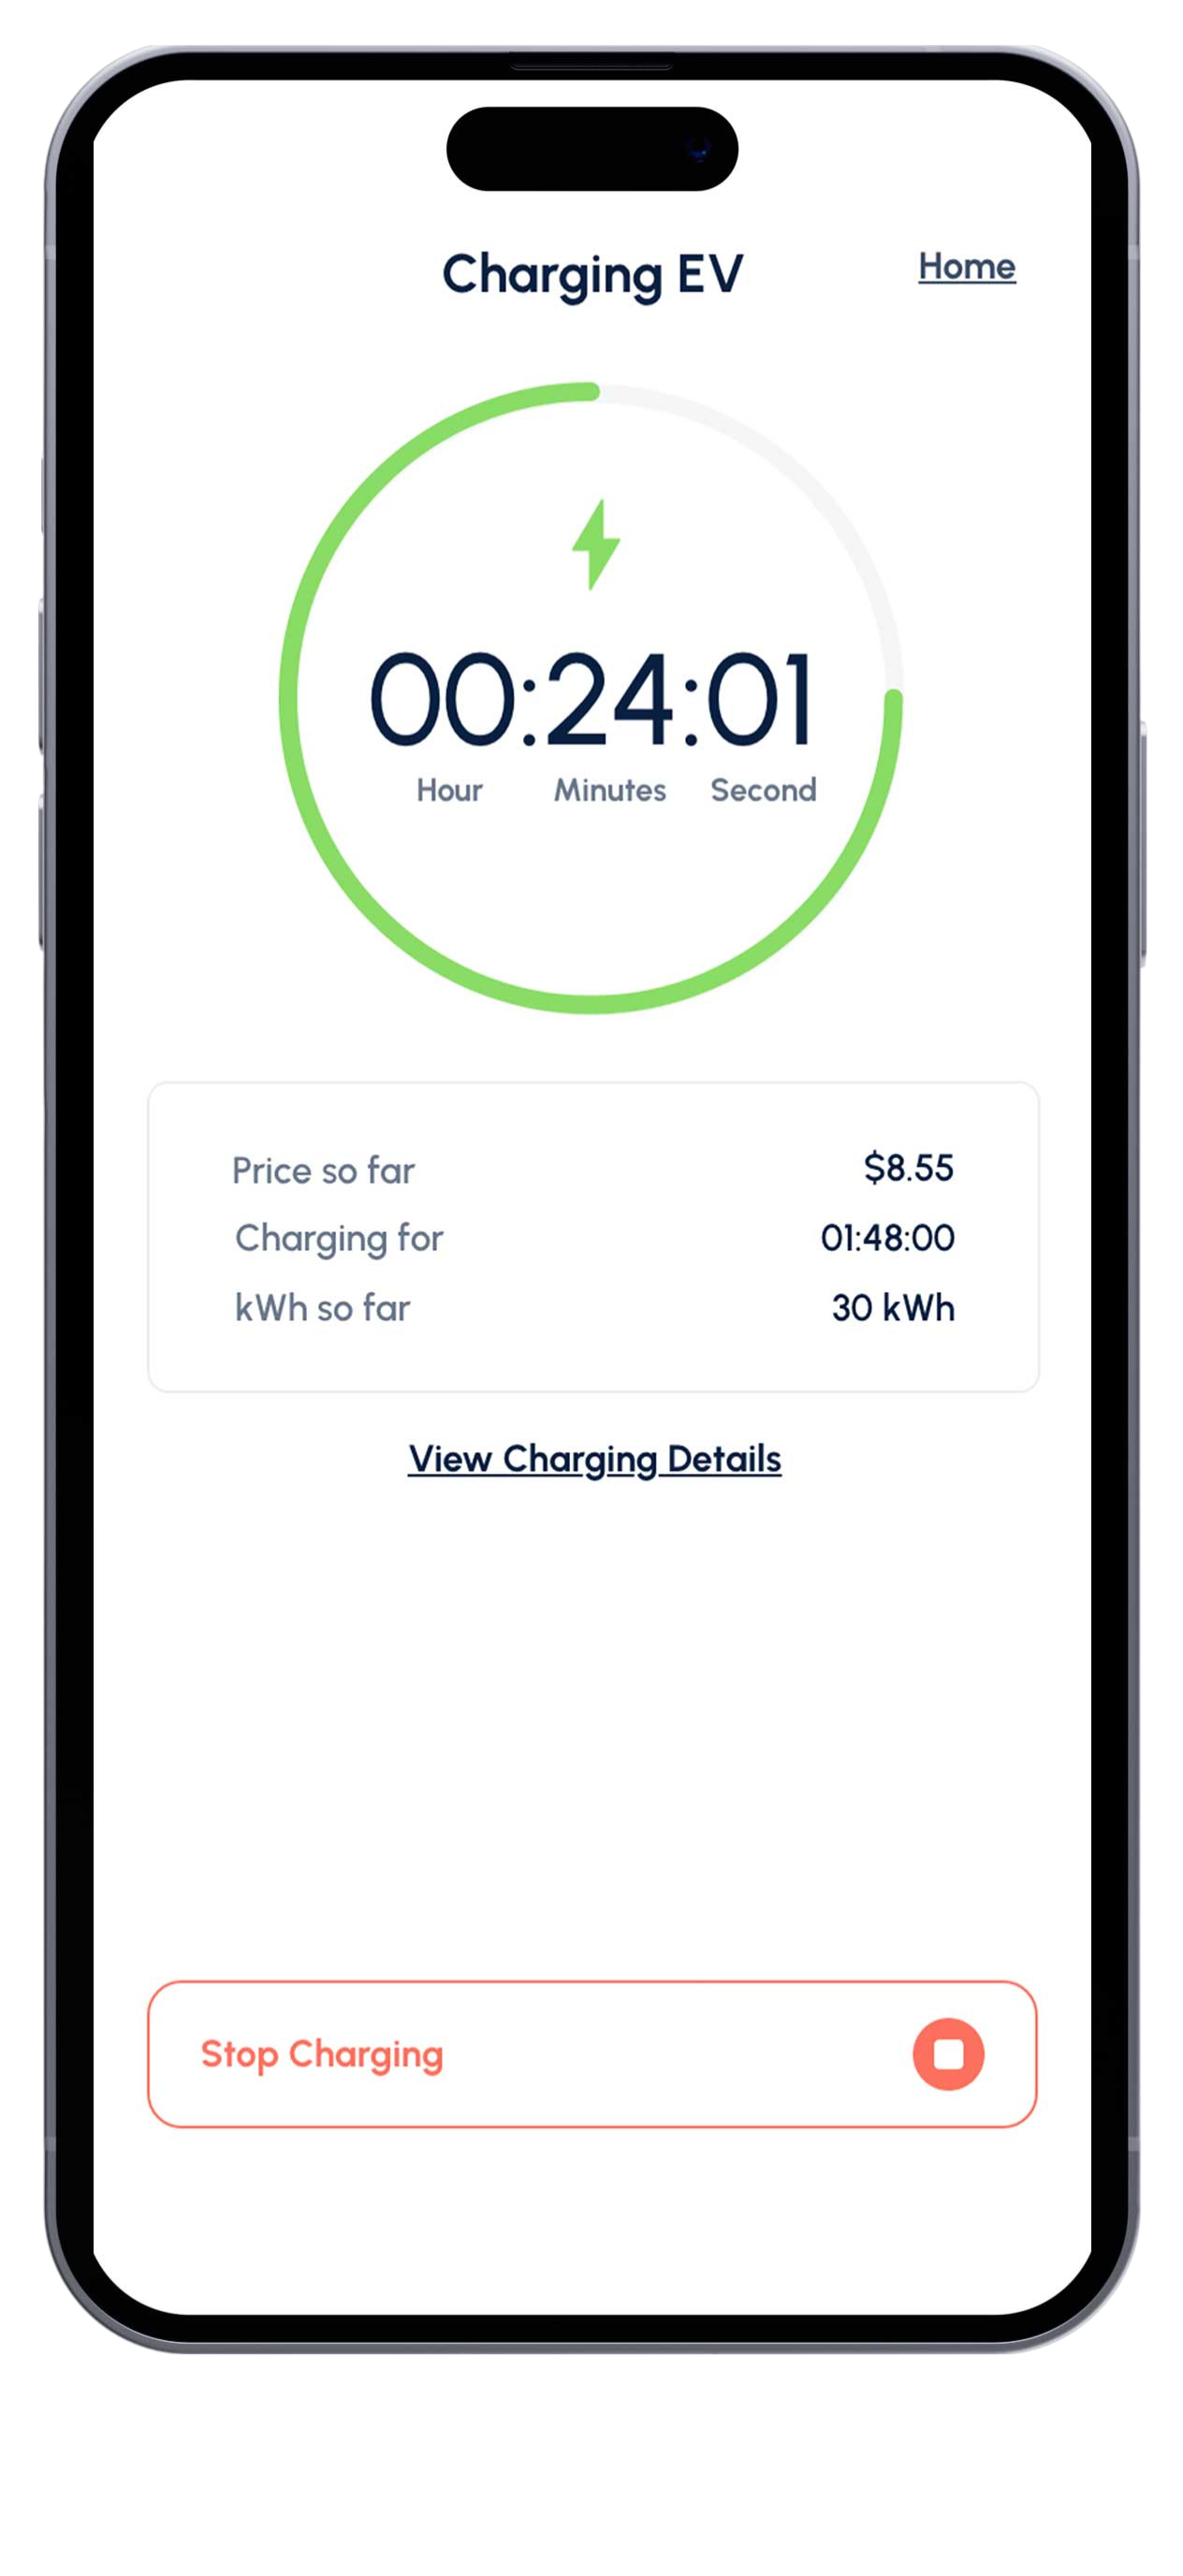 Charging EV Home
00:24:01
Hour Minutes Second
Price so far $8.55
Charging for 01:48:00
kWh so far 30 kWh
View Charging Details
Stop Charging